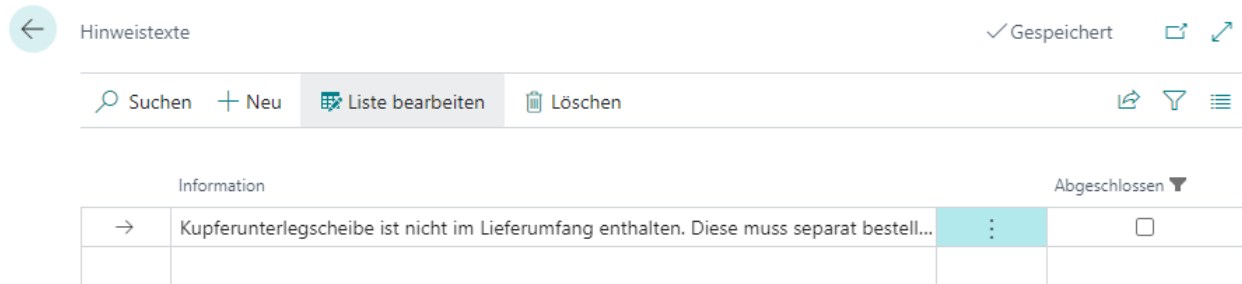 Hinweistexte
Gespeichert
Suchen Neu Liste bearbeiten Löschen
Information Abgeschlossen
Kupferunterlegscheibe ist nicht im Lieferumfang enthalten. Diese muss separat bestell...